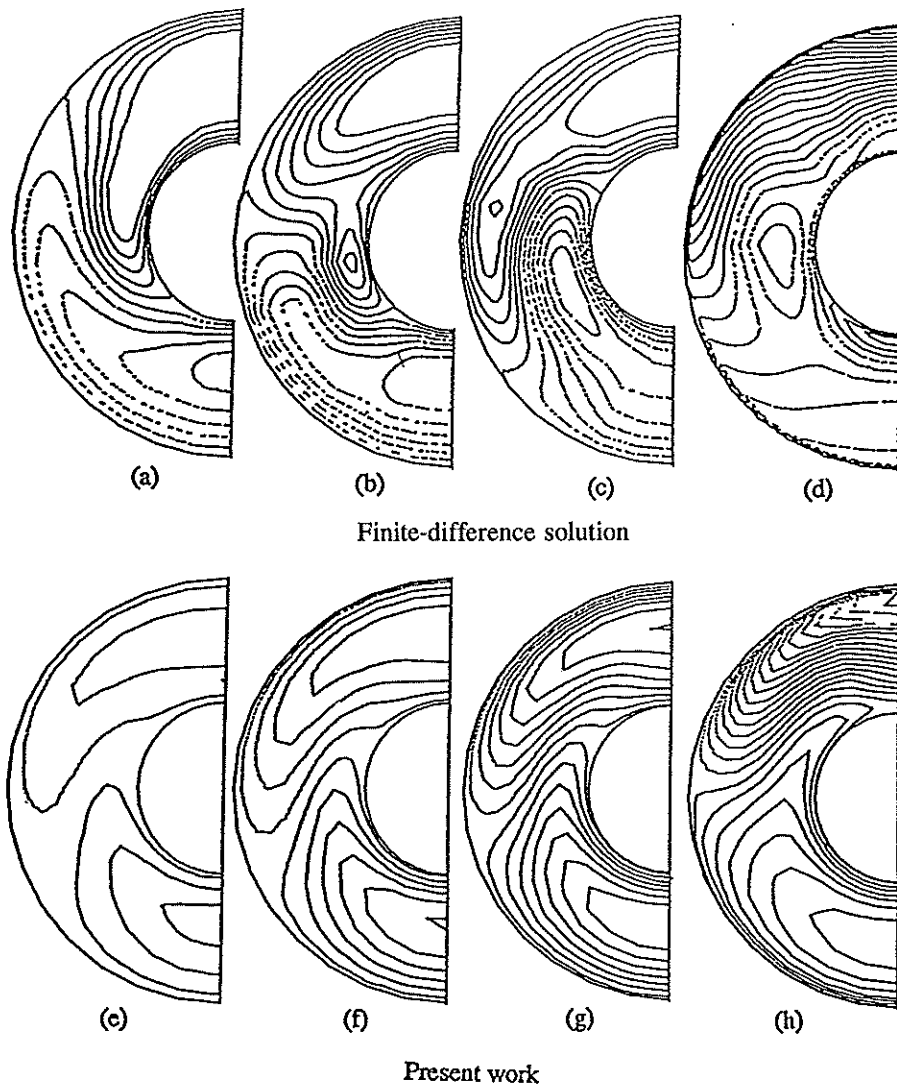 (a) (b) (c) (d)
Finite-difference solution
(e) (f) (g) (h)
Present work